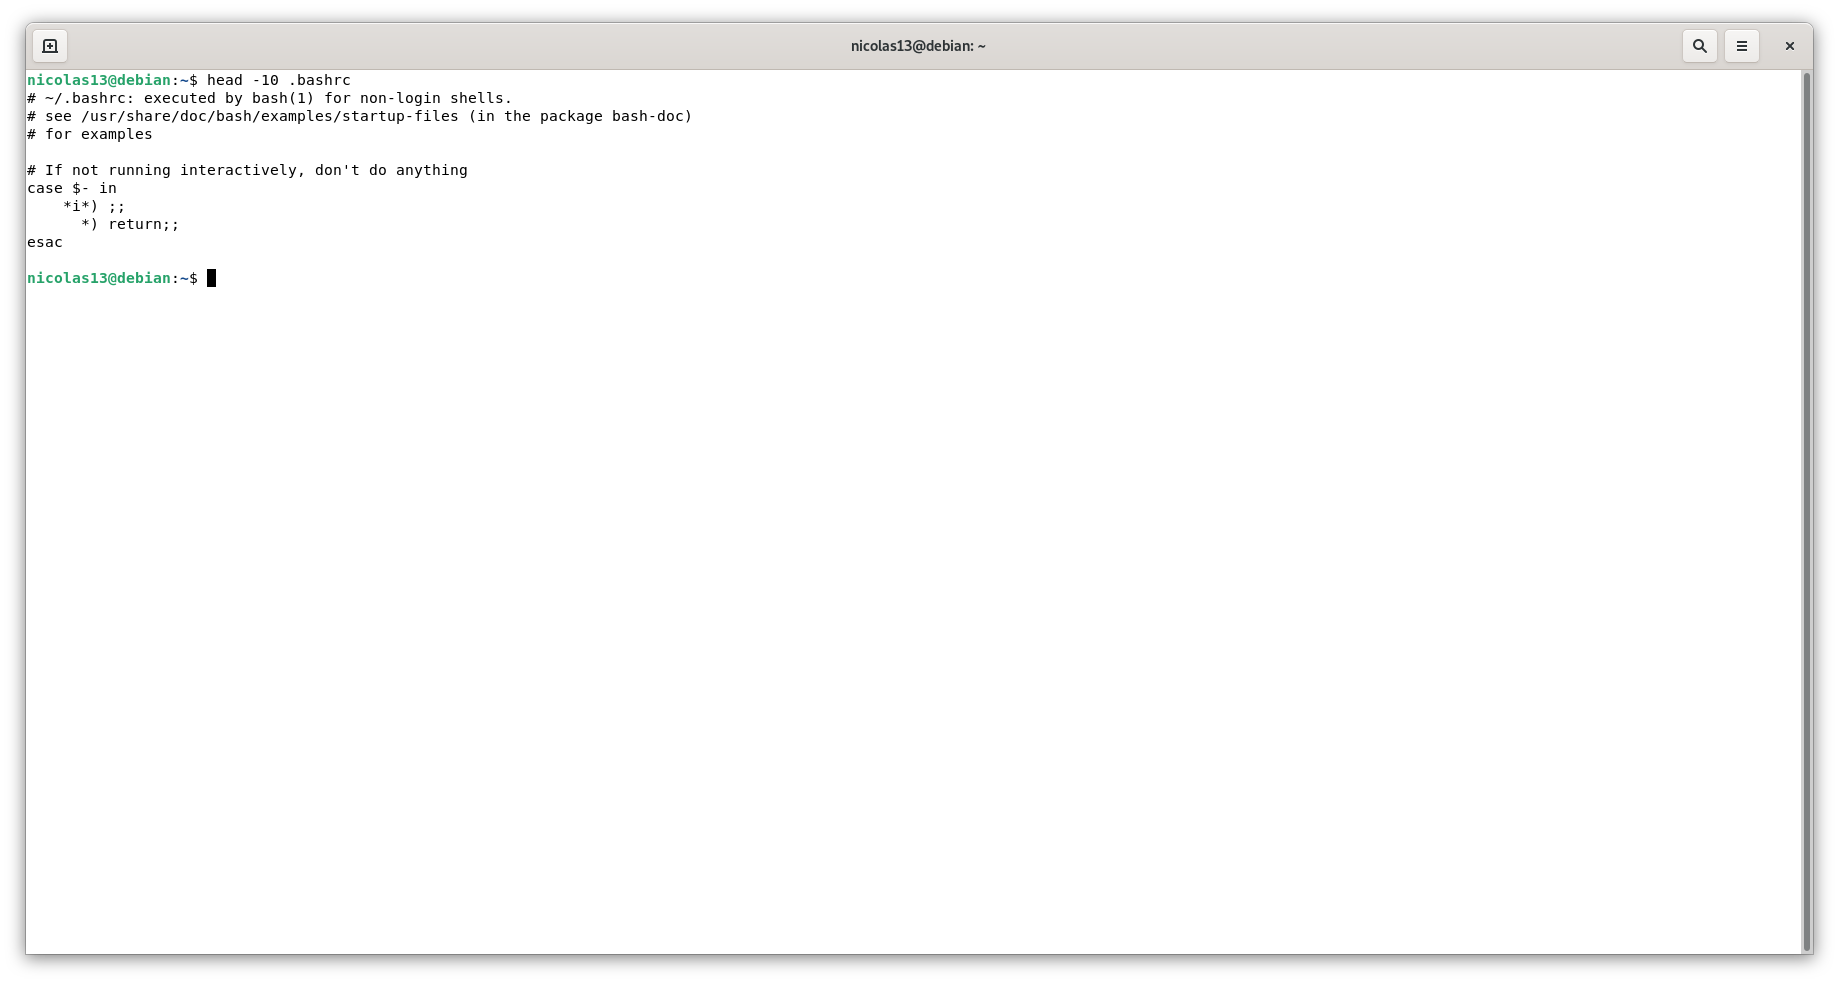 nicolas13@debian: ~
nicolas13@debian:~$ head -10 .bashrc
# ~/.bashrc: executed by bash(1) for non-login shells.
# see /usr/share/doc/bash/examples/startup-files (in the package bash-doc)
# for examples

# If not running interactively, don't do anything
case $- in
    *i*) ;;
      *) return;;
esac

nicolas13@debian:~$